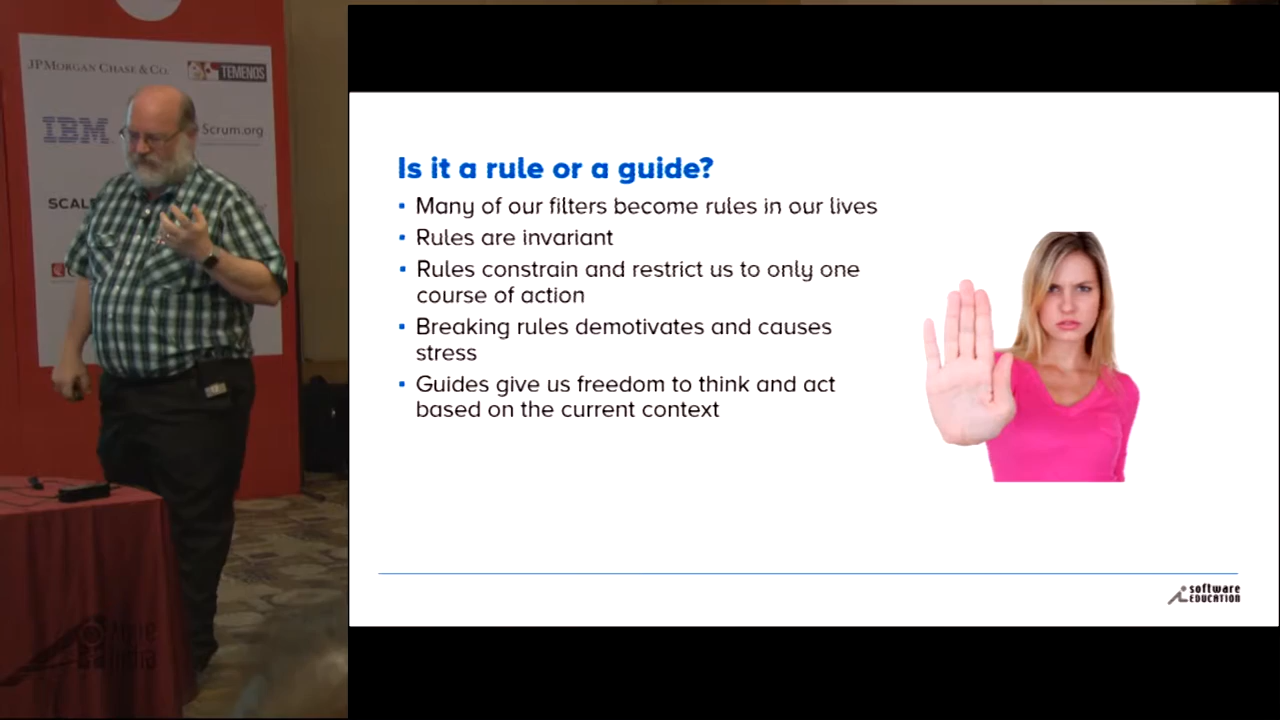 JPMORGAN CHASE & CO.
TEMENOS
IBM
Scrum.org
SCAL
Is it a rule or a guide?
Many of our filters become rules in our lives
Rules are invariant
Rules constrain and restrict us to only one
course of action
Breaking rules demotivates and causes
stress
Guides give us freedom to think and act
based on the current context
software
EDUCATION